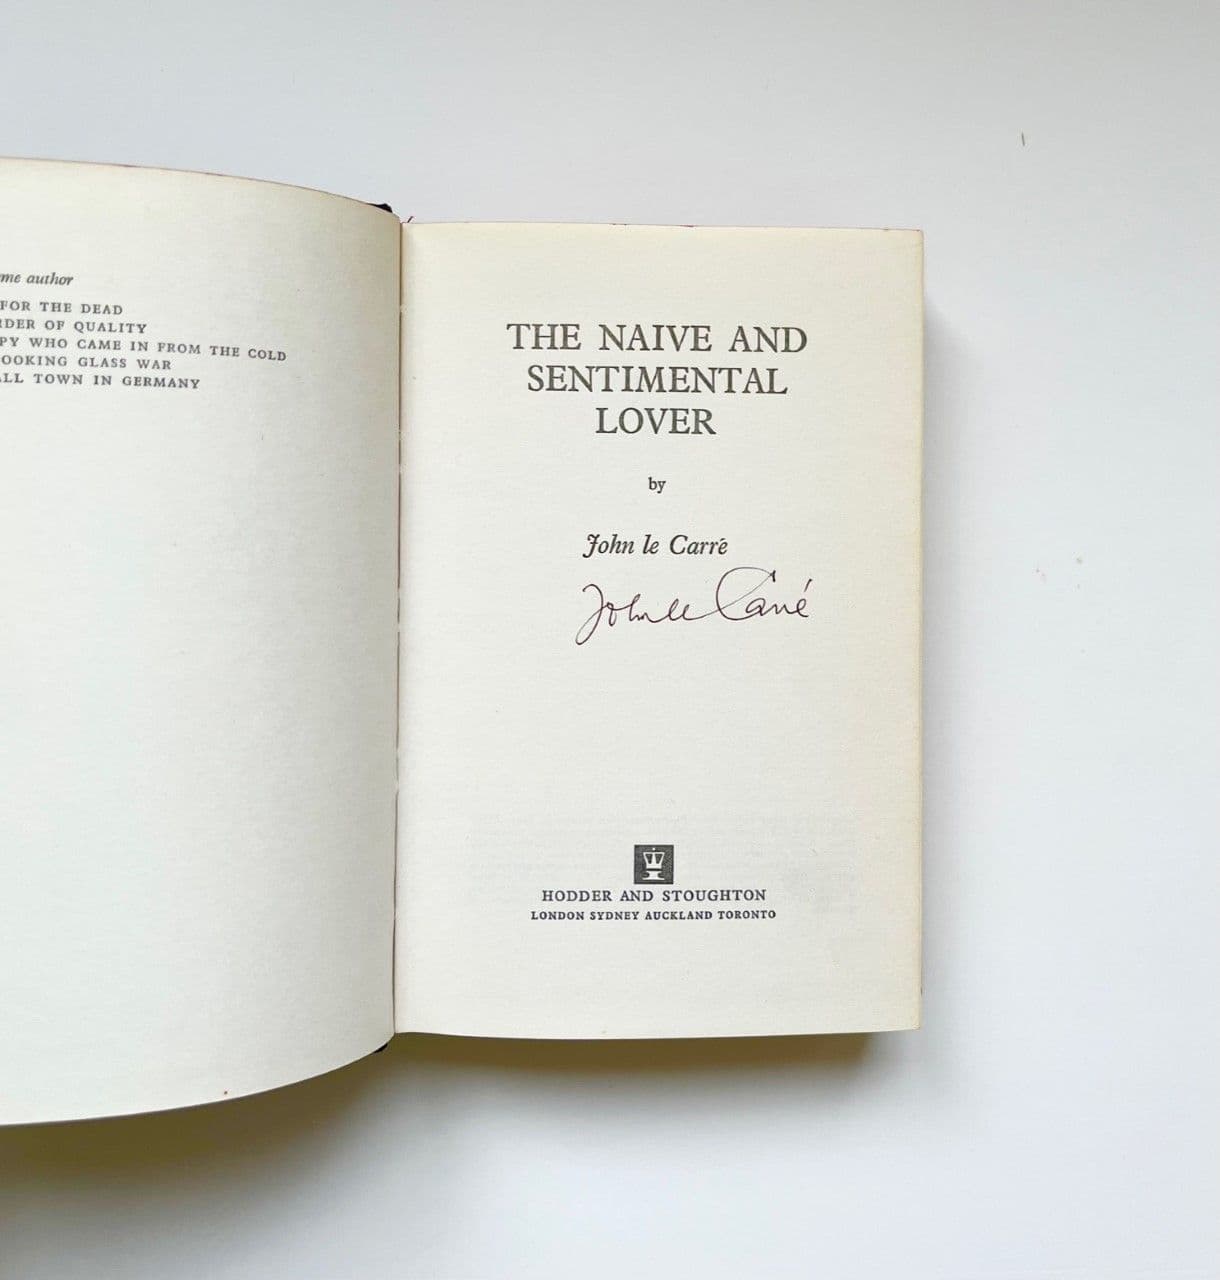 me author
FOR THE DEAD
RDER OF QUALITY
PY WHO CAME IN FROM THE COLD
OOKING GLASS WAR
ALL TOWN IN GERMANY
THE NAIVE AND
SENTIMENTAL
LOVER
by
John le Carré
John le Carré
HODDER AND STOUGHTON
LONDON SYDNEY AUCKLAND TORONTO